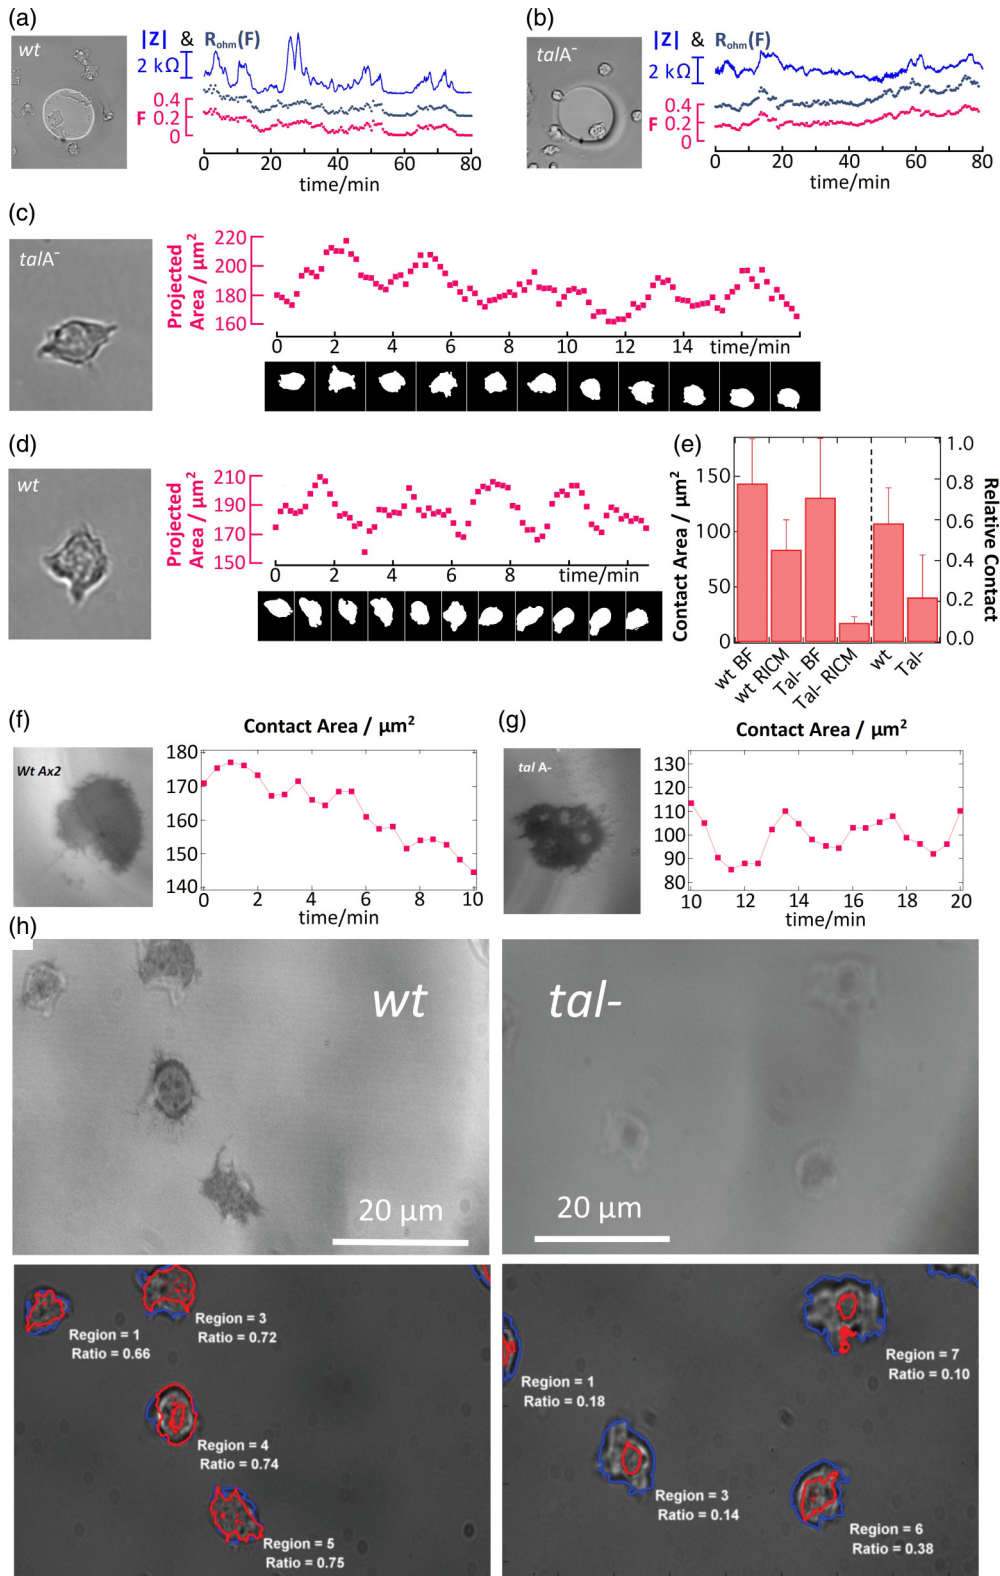 (a)
wt
|Z| & Rohm(F)
2 kΩ
0.4
0.2
0
F
0 20 40 60 80
time/min
(b)
talA⁻
|Z| & Rohm(F)
2 kΩ
0.4
0.2
0
F
0 20 40 60 80
time/min
(c)
talA⁻
Projected
Area / µm²
220
200
180
160
0 2 4 6 8 10 12 14 time/min
(d)
wt
Projected
Area / µm²
210
190
170
150
0 2 4 6 8 time/min
(e)
Contact Area / µm²
150
100
50
0
1.0
0.8
0.6
0.4
0.2
0.0
Relative Contact
wt BF
wt RICM
Tal- BF
Tal- RICM
wt
Tal-
(f)
Contact Area / µm²
Wt Ax2
180
170
160
150
140
0 2 4 6 8 10
time/min
(g)
Contact Area / µm²
tal A-
130
120
110
100
90
80
10 12 14 16 18 20
time/min
(h)
wt
20 µm
tal-
20 µm
Region = 1
Ratio = 0.66
Region = 3
Ratio = 0.72
Region = 4
Ratio = 0.74
Region = 5
Ratio = 0.75
Region = 1
Ratio = 0.18
Region = 7
Ratio = 0.10
Region = 3
Ratio = 0.14
Region = 6
Ratio = 0.38